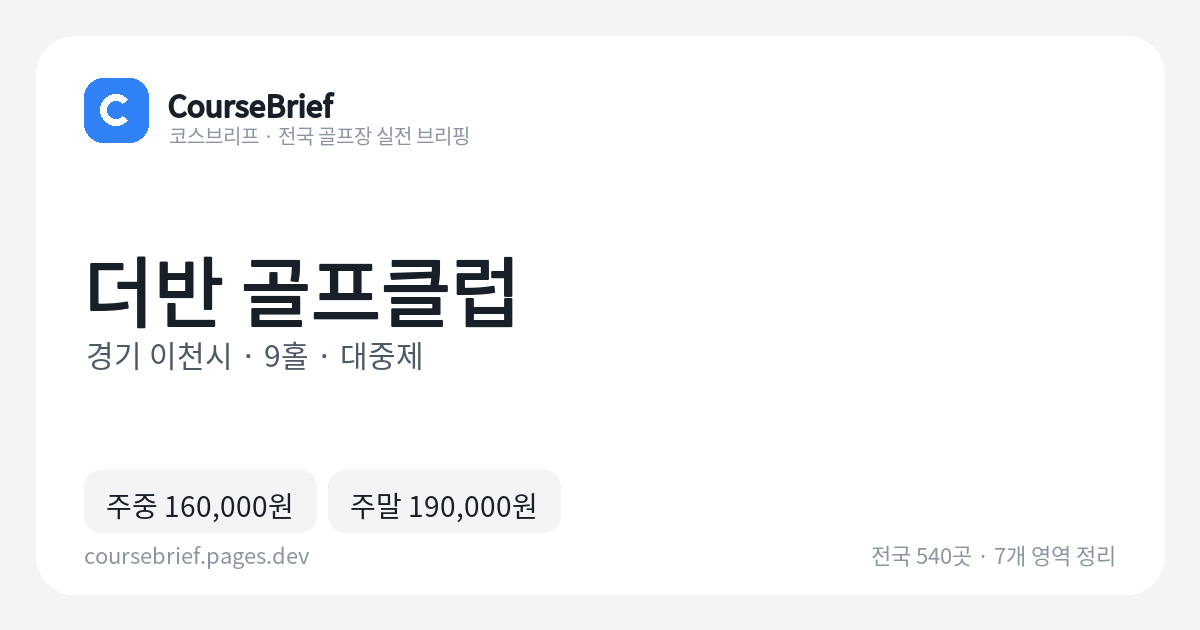 CourseBrief
코스브리프 · 전국 골프장 실전 브리핑
더반 골프클럽
경기 이천시 · 9홀 · 대중제
주중 160,000원 주말 190,000원
coursebrief.pages.dev
전국 540곳 · 7개 영역 정리